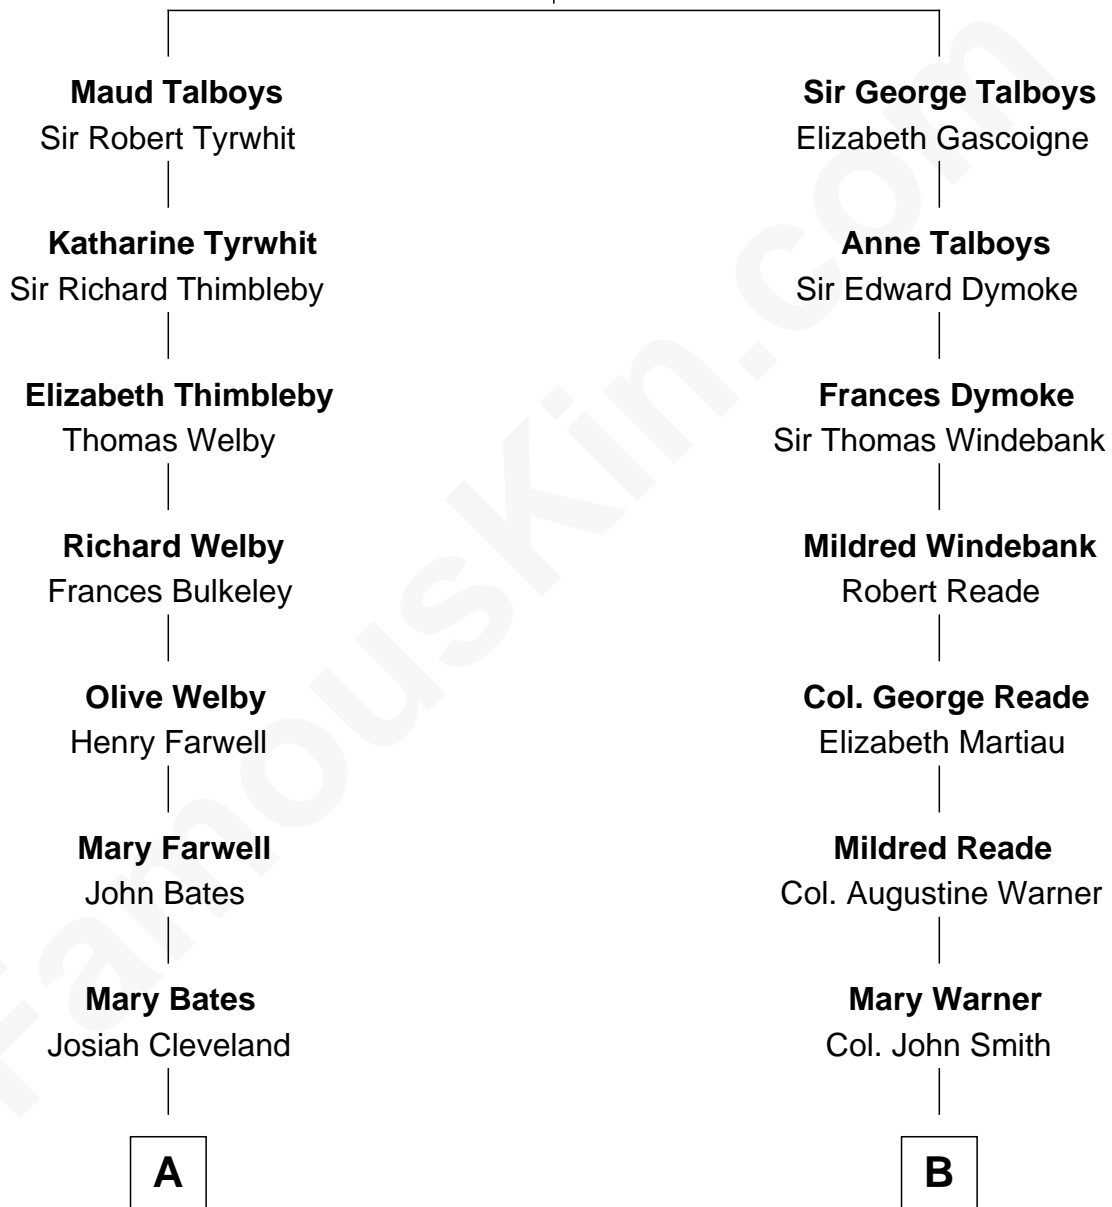 Maud Talboys
Sir Robert Tyrwhit
Katharine Tyrwhit
Sir Richard Thimbleby
Elizabeth Thimbleby
Thomas Welby
Richard Welby
Frances Bulkeley
Olive Welby
Henry Farwell
Mary Farwell
John Bates
Mary Bates
Josiah Cleveland
A
Sir George Talboys
Elizabeth Gascoigne
Anne Talboys
Sir Edward Dymoke
Frances Dymoke
Sir Thomas Windebank
Mildred Windebank
Robert Reade
Col. George Reade
Elizabeth Martiau
Mildred Reade
Col. Augustine Warner
Mary Warner
Col. John Smith
B
FamousKin.com